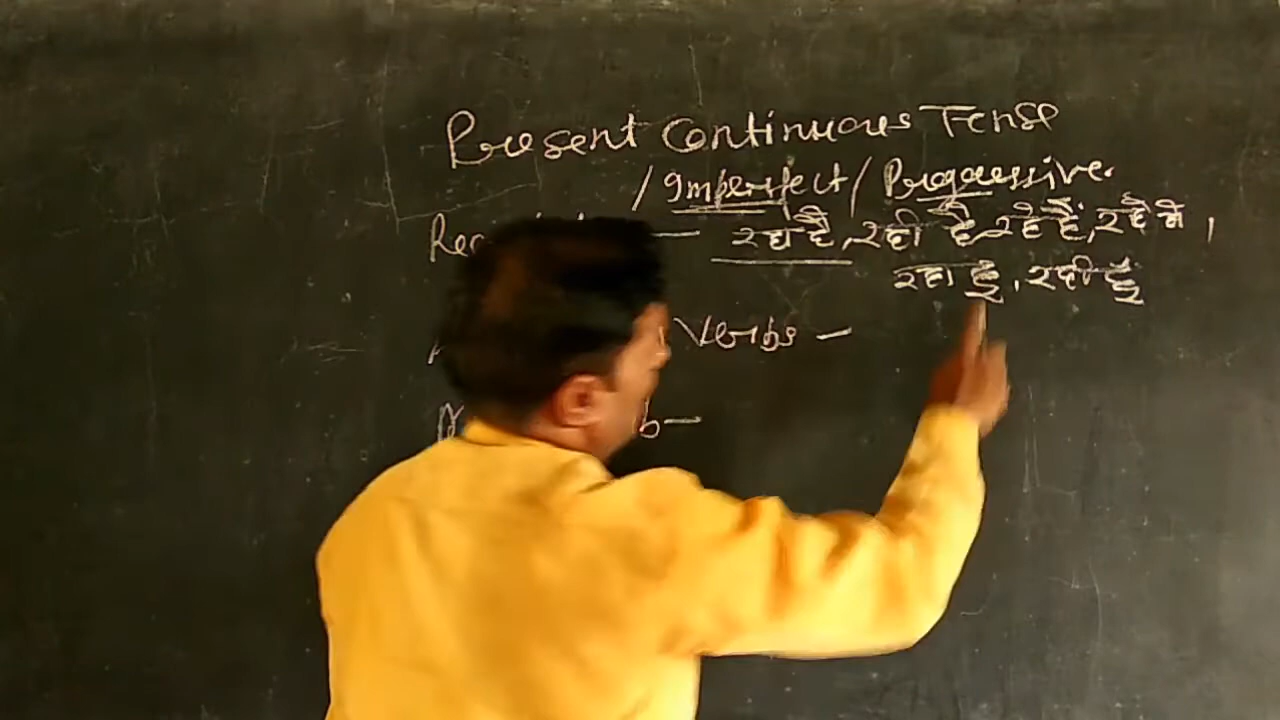 Present Continuous Tense
/Imperfect/Progressive.
— रहा है, रही है, रहे हैं, रहे हो ।
रहा हूँ, रही हूँ
Verbs —
—